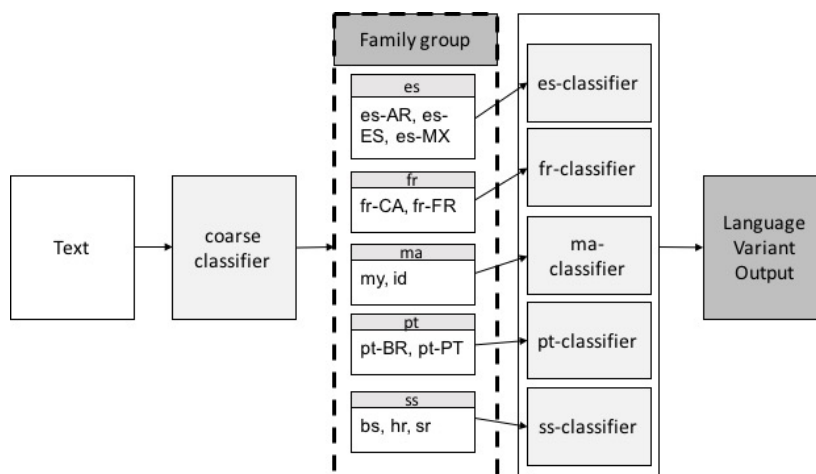 Text
coarse
classifier
Family group
es
es-AR, es-
ES, es-MX
fr
fr-CA, fr-FR
ma
my, id
pt
pt-BR, pt-PT
ss
bs, hr, sr
es-classifier
fr-classifier
ma-
classifier
pt-classifier
ss-classifier
Language
Variant
Output